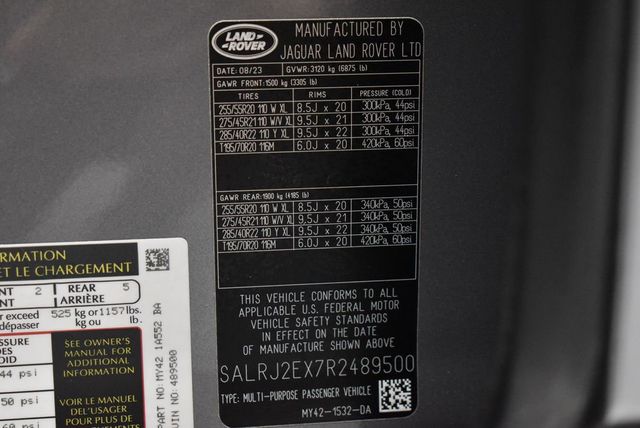 LAND ROVER
MANUFACTURED BY
JAGUAR LAND ROVER LTD
DATE: 08/23 GVWR: 3120 kg (6875 lb)
GAWR FRONT: 1500 kg (3305 lb)
TIRES RIMS PRESSURE (COLD)
255/55R20 110 W XL 8.5J x 20 300kPa, 44psi
275/45R21 110 W/V XL 9.5J x 21 300kPa, 44psi
285/40R22 110 Y XL 9.5J x 22 300kPa, 44psi
T195/70R20 116M 6.0J x 20 420kPa, 60psi
GAWR REAR: 1900 kg (4185 lb)
255/55R20 110 W XL 8.5J x 20 340kPa, 50psi
275/45R21 110 W/V XL 9.5J x 21 340kPa, 50psi
285/40R22 110 Y XL 9.5J x 22 340kPa, 50psi
T195/70R20 116M 6.0J x 20 420kPa, 60psi
THIS VEHICLE CONFORMS TO ALL
APPLICABLE U.S. FEDERAL MOTOR
VEHICLE SAFETY STANDARDS
IN EFFECT ON THE DATE OF
MANUFACTURE SHOWN ABOVE
SALRJ2EX7R2489500
TYPE: MULTI-PURPOSE PASSENGER VEHICLE
MY42-1532-DA
ORMATION
ET LE CHARGEMENT
NT 2 REAR 5
NT ARRIÈRE
r exceed 525 kg or 1157 lbs.
dépasser kg ou lb.
SSURE
ES
OID
44 psi
50 psi
60 psi
SEE OWNER'S
MANUAL FOR
ADDITIONAL
INFORMATION
VOIR LE MANUEL
DEL'USAGER
POUR PLUS DE
PART NO: MY42 1A552 BA
VIN NO: 489500